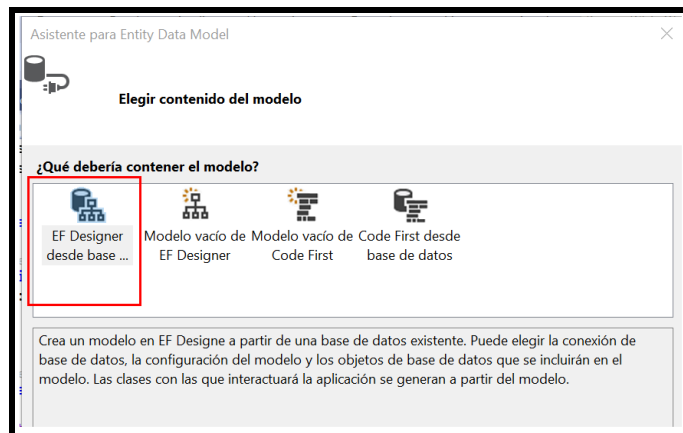 Asistente para Entity Data Model
Elegir contenido del modelo
¿Qué debería contener el modelo?
EF Designer
desde base ...
Modelo vacío de
EF Designer
Modelo vacío de
Code First
Code First desde
base de datos
Crea un modelo en EF Designe a partir de una base de datos existente. Puede elegir la conexión de
base de datos, la configuración del modelo y los objetos de base de datos que se incluirán en el
modelo. Las clases con las que interactuará la aplicación se generan a partir del modelo.